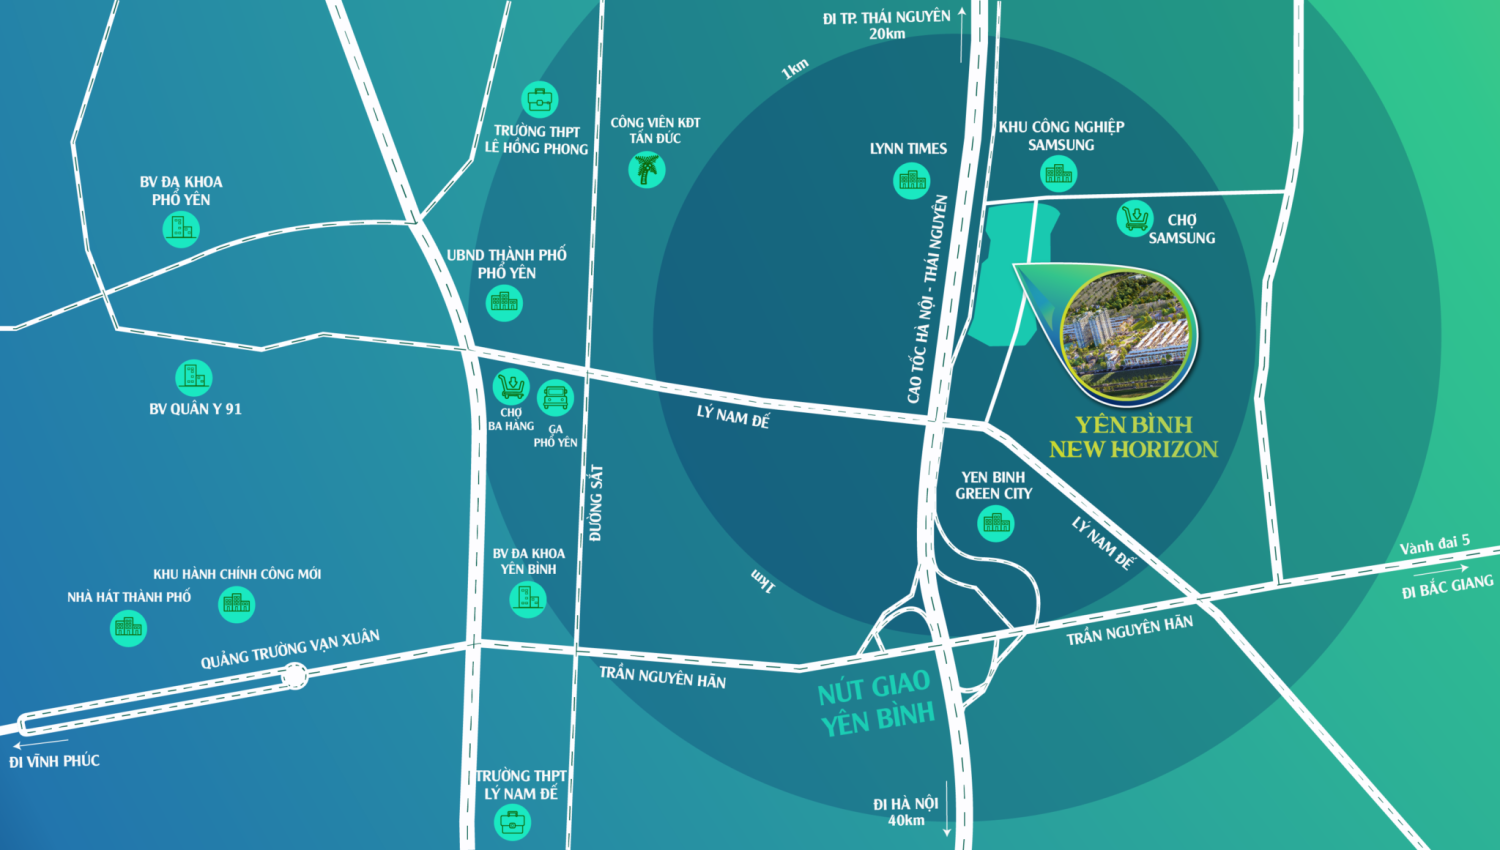 ĐI TP. THÁI NGUYÊN
20km
1km
TRƯỜNG THPT
LÊ HỒNG PHONG
CÔNG VIÊN KĐT
TẤN ĐỨC
LYNN TIMES
KHU CÔNG NGHIỆP
SAMSUNG
BV ĐA KHOA
PHỔ YÊN
CHỢ
SAMSUNG
UBND THÀNH PHỐ
PHỔ YÊN
CAO TỐC HÀ NỘI - THÁI NGUYÊN
BV QUÂN Y 91
CHỢ
BA HÀNG
GA
PHỔ YÊN
LÝ NAM ĐẾ
YÊN BÌNH
NEW HORIZON
ĐƯỜNG SẮT
YEN BINH
GREEN CITY
LÝ NAM ĐẾ
Vành đai 5
ĐI BẮC GIANG
BV ĐA KHOA
YÊN BÌNH
1km
KHU HÀNH CHÍNH CÔNG MỚI
NHÀ HÁT THÀNH PHỐ
QUẢNG TRƯỜNG VẠN XUÂN
TRẦN NGUYÊN HÃN
TRẦN NGUYÊN HÃN
NÚT GIAO
YÊN BÌNH
ĐI VĨNH PHÚC
TRƯỜNG THPT
LÝ NAM ĐẾ
ĐI HÀ NỘI
40km